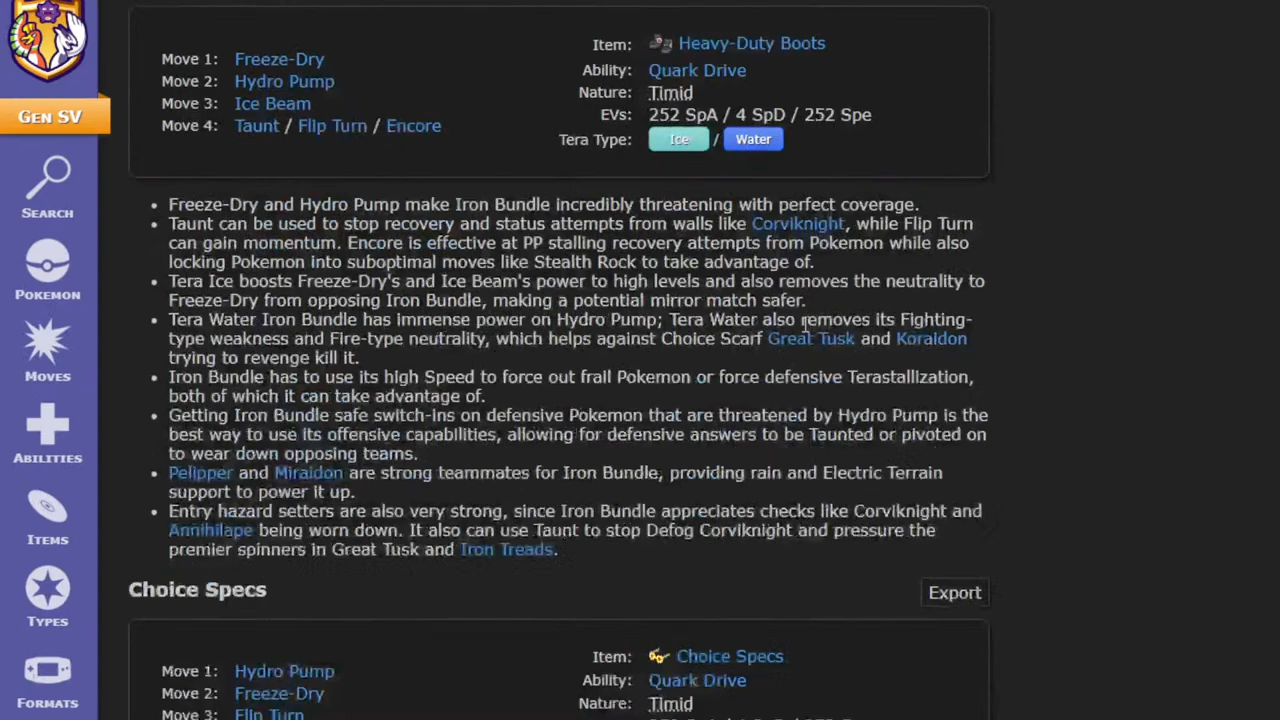 GEN SV
SEARCH
POKEMON
MOVES
ABILITIES
ITEMS
TYPES
FORMATS
Move 1: Freeze-Dry
Move 2: Hydro Pump
Move 3: Ice Beam
Move 4: Taunt / Flip Turn / Encore
Item: Heavy-Duty Boots
Ability: Quark Drive
Nature: Timid
EVs: 252 SpA / 4 SpD / 252 Spe
Tera Type: Ice / Water
• Freeze-Dry and Hydro Pump make Iron Bundle incredibly threatening with perfect coverage.
• Taunt can be used to stop recovery and status attempts from walls like Corviknight, while Flip Turn
can gain momentum. Encore is effective at PP stalling recovery attempts from Pokemon while also
locking Pokemon into suboptimal moves like Stealth Rock to take advantage of.
• Tera Ice boosts Freeze-Dry's and Ice Beam's power to high levels and also removes the neutrality to
Freeze-Dry from opposing Iron Bundle, making a potential mirror match safer.
• Tera Water Iron Bundle has immense power on Hydro Pump; Tera Water also removes its Fighting-
type weakness and Fire-type neutrality, which helps against Choice Scarf Great Tusk and Koraidon
trying to revenge kill it.
• Iron Bundle has to use its high Speed to force out frail Pokemon or force defensive Terastallization,
both of which it can take advantage of.
• Getting Iron Bundle safe switch-ins on defensive Pokemon that are threatened by Hydro Pump is the
best way to use its offensive capabilities, allowing for defensive answers to be Taunted or pivoted on
to wear down opposing teams.
• Pelipper and Miraidon are strong teammates for Iron Bundle, providing rain and Electric Terrain
support to power it up.
• Entry hazard setters are also very strong, since Iron Bundle appreciates checks like Corviknight and
Annihilape being worn down. It also can use Taunt to stop Defog Corviknight and pressure the
premier spinners in Great Tusk and Iron Treads.
Choice Specs
Export
Move 1: Hydro Pump
Move 2: Freeze-Dry
Move 3: Flip Turn
Item: Choice Specs
Ability: Quark Drive
Nature: Timid